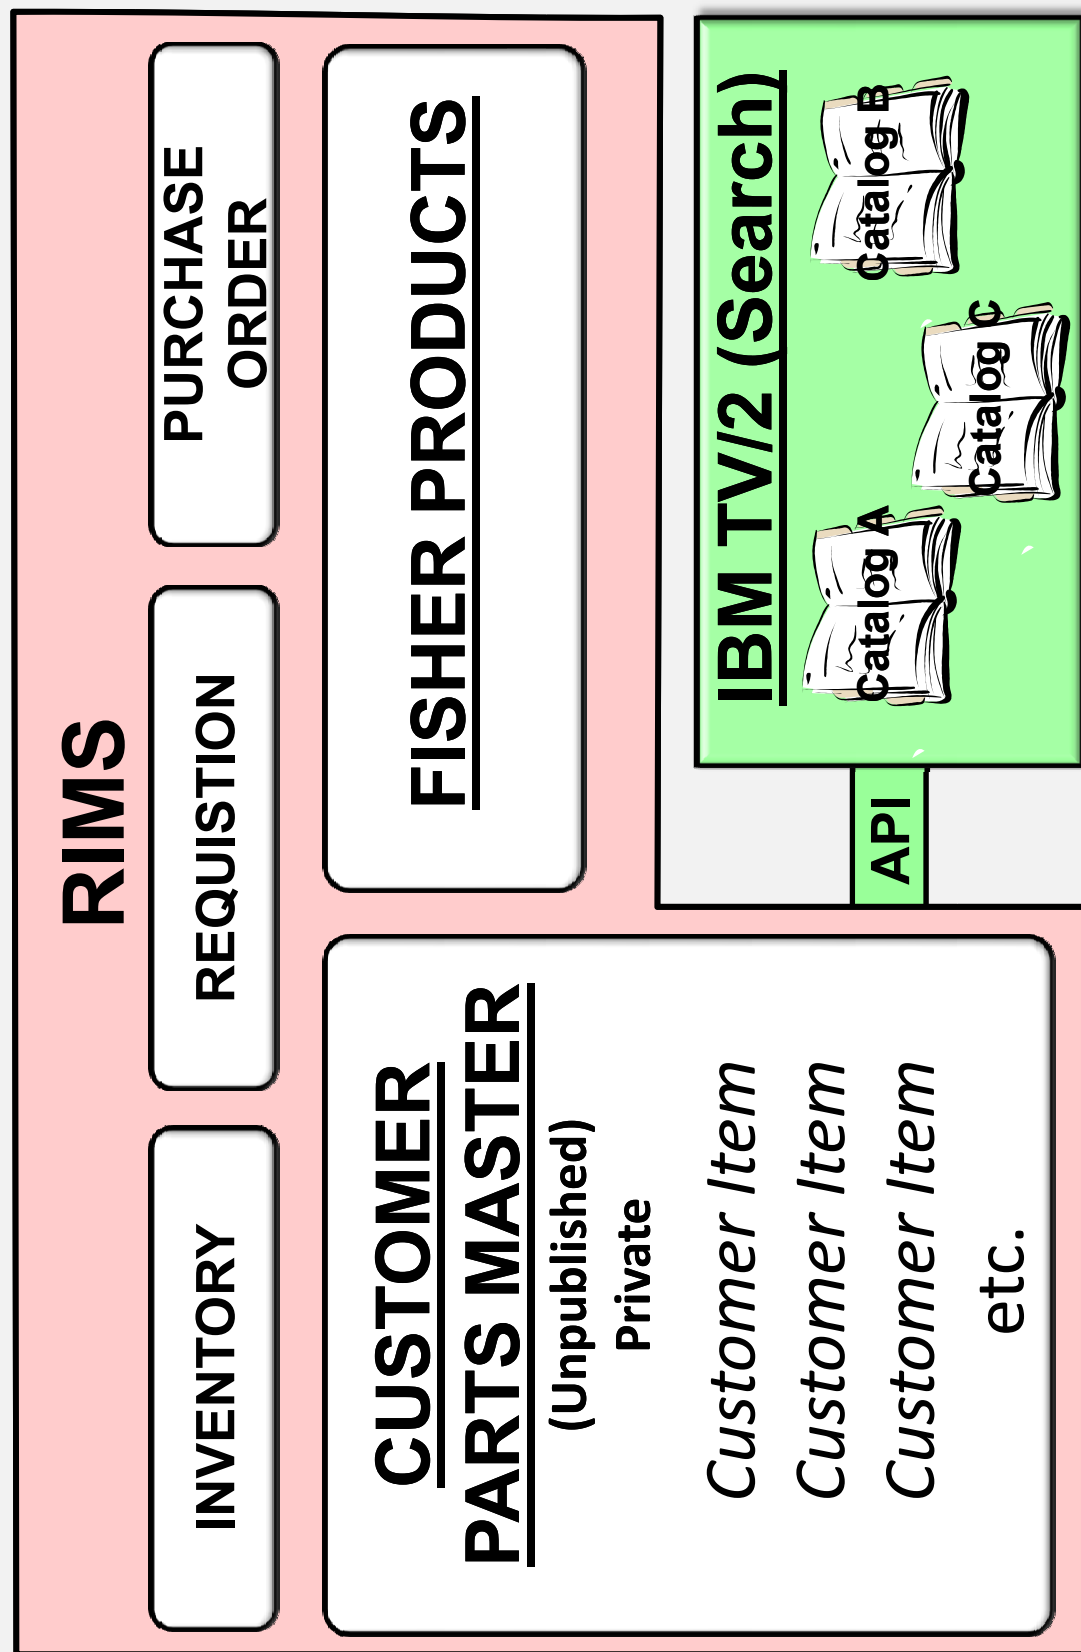 RIMS
INVENTORY
REQUISTION
PURCHASE
ORDER
CUSTOMER
PARTS MASTER
(Unpublished)
Private
Customer Item
Customer Item
Customer Item
etc.
FISHER PRODUCTS
API
IBM TV/2 (Search)
Catalog A
Catalog B
Catalog C